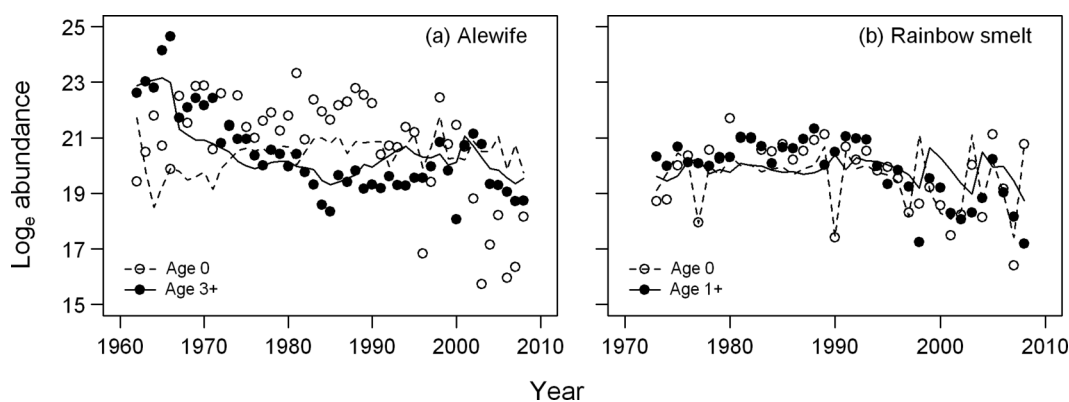 (a) Alewife
(b) Rainbow smelt
25
23
21
19
17
15
Logₑ abundance
Age 0
Age 3+
Age 0
Age 1+
1960 1970 1980 1990 2000 2010
1970 1980 1990 2000 2010
Year